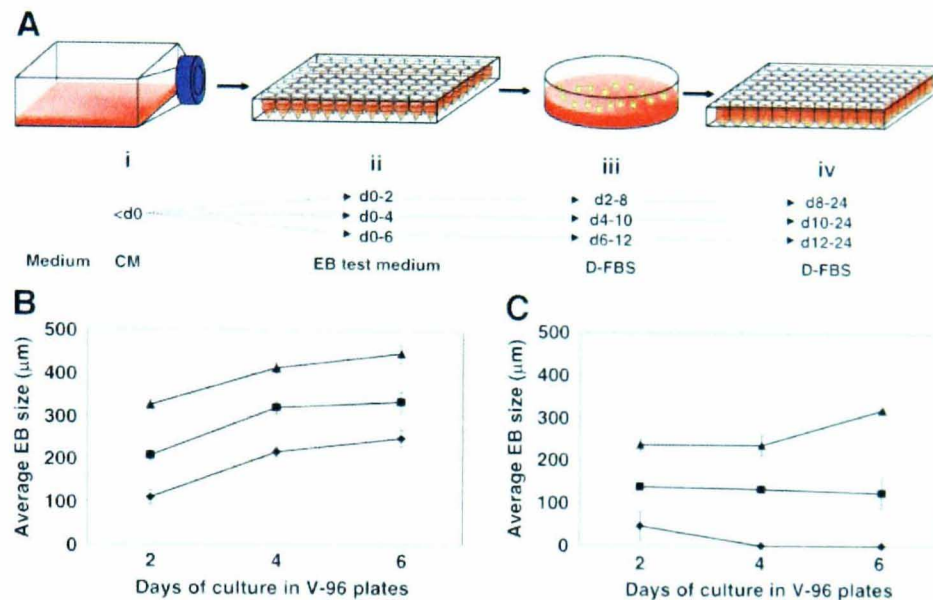 A
i
ii
iii
iv
<d0
d0-2
d0-4
d0-6
d2-8
d4-10
d6-12
d8-24
d10-24
d12-24
Medium CM EB test medium D-FBS D-FBS
B
Average EB size (μm)
500
400
300
200
100
0
2 4 6
Days of culture in V-96 plates
C
Average EB size (μm)
500
400
300
200
100
0
2 4 6
Days of culture in V-96 plates